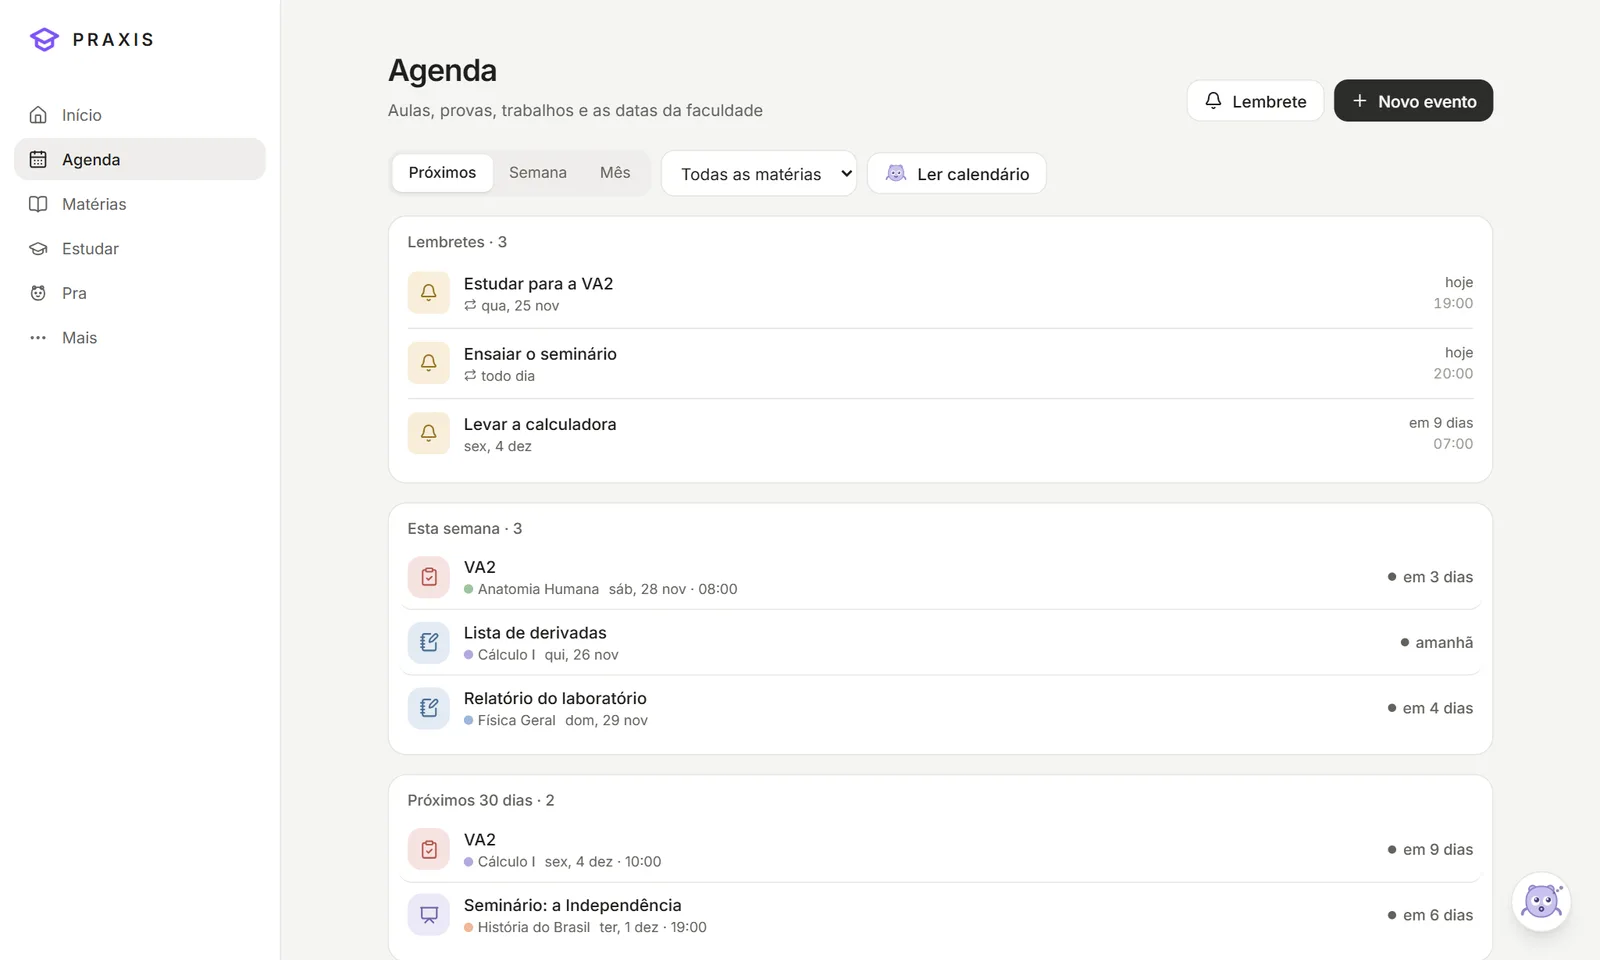 PRAXIS
Início
Agenda
Matérias
Estudar
Pra
Mais
Agenda
Aulas, provas, trabalhos e as datas da faculdade
Lembrete
Novo evento
Próximos
Semana
Mês
Todas as matérias
Ler calendário
Lembretes · 3
Estudar para a VA2
qua, 25 nov
hoje
19:00
Ensaiar o seminário
todo dia
hoje
20:00
Levar a calculadora
sex, 4 dez
em 9 dias
07:00
Esta semana · 3
VA2
Anatomia Humana sáb, 28 nov · 08:00
em 3 dias
Lista de derivadas
Cálculo I qui, 26 nov
amanhã
Relatório do laboratório
Física Geral dom, 29 nov
em 4 dias
Próximos 30 dias · 2
VA2
Cálculo I sex, 4 dez · 10:00
em 9 dias
Seminário: a Independência
História do Brasil ter, 1 dez · 19:00
em 6 dias